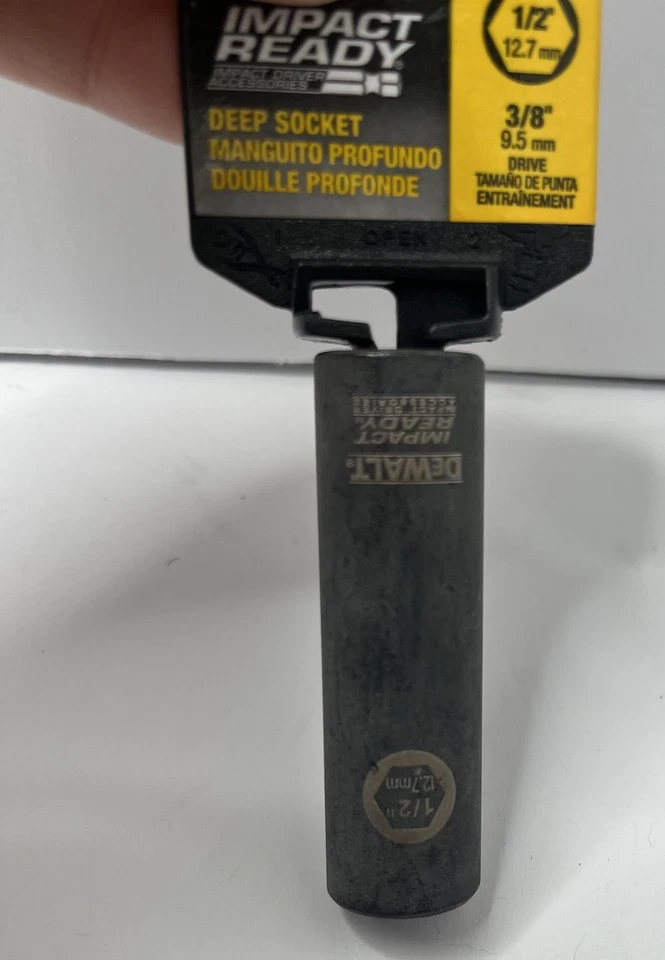 IMPACT
READY®
IMPACT DRIVER
ACCESSORIES
DEEP SOCKET
MANGUITO PROFUNDO
DOUILLE PROFONDE
1/2"
12.7 mm
3/8"
9.5 mm
DRIVE
TAMAÑO DE PUNTA
ENTRAÎNEMENT
OPEN
DEWALT®
IMPACT
READY®
IMPACT DRIVER
ACCESSORIES
1/2"
12.7mm